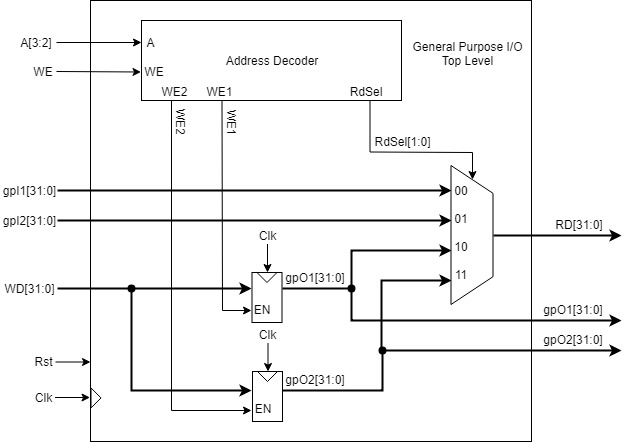 A[3:2]
WE
A
WE
Address Decoder
General Purpose I/O
Top Level
WE2
WE1
RdSel
WE2
WE1
RdSel[1:0]
gpI1[31:0]
00
gpI2[31:0]
01
RD[31:0]
10
11
Clk
WD[31:0]
gpO1[31:0]
EN
gpO1[31:0]
Clk
gpO2[31:0]
Rst
gpO2[31:0]
Clk
EN